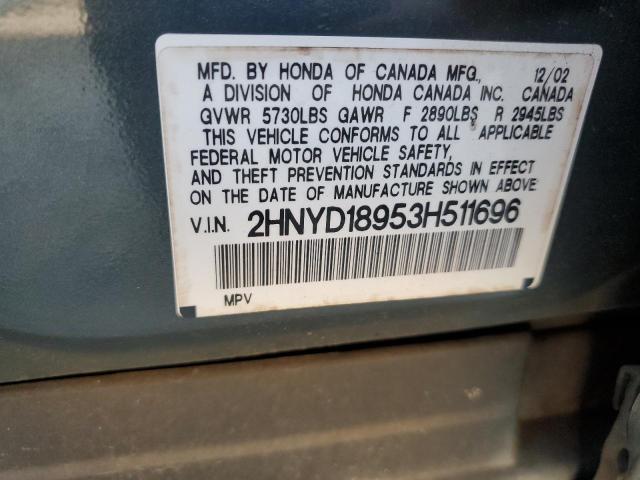 MFD. BY HONDA OF CANADA MFG., 12/02
A DIVISION OF HONDA CANADA INC. CANADA
GVWR 5730LBS GAWR F 2890LBS R 2945LBS
THIS VEHICLE CONFORMS TO ALL APPLICABLE
FEDERAL MOTOR VEHICLE SAFETY,
AND THEFT PREVENTION STANDARDS IN EFFECT
ON THE DATE OF MANUFACTURE SHOWN ABOVE
V.I.N. 2HNYD18953H511696
MPV